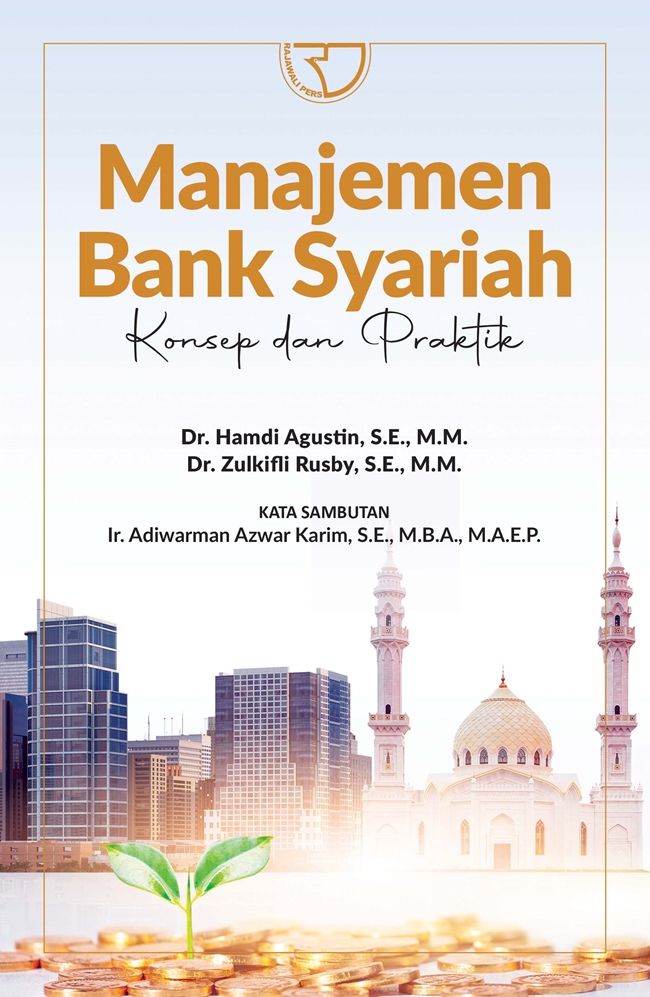 RAJAWALI PERS
Manajemen
Bank Syariah
Konsep dan Praktik
Dr. Hamdi Agustin, S.E., M.M.
Dr. Zulkifli Rusby, S.E., M.M.
KATA SAMBUTAN
Ir. Adiwarman Azwar Karim, S.E., M.B.A., M.A.E.P.